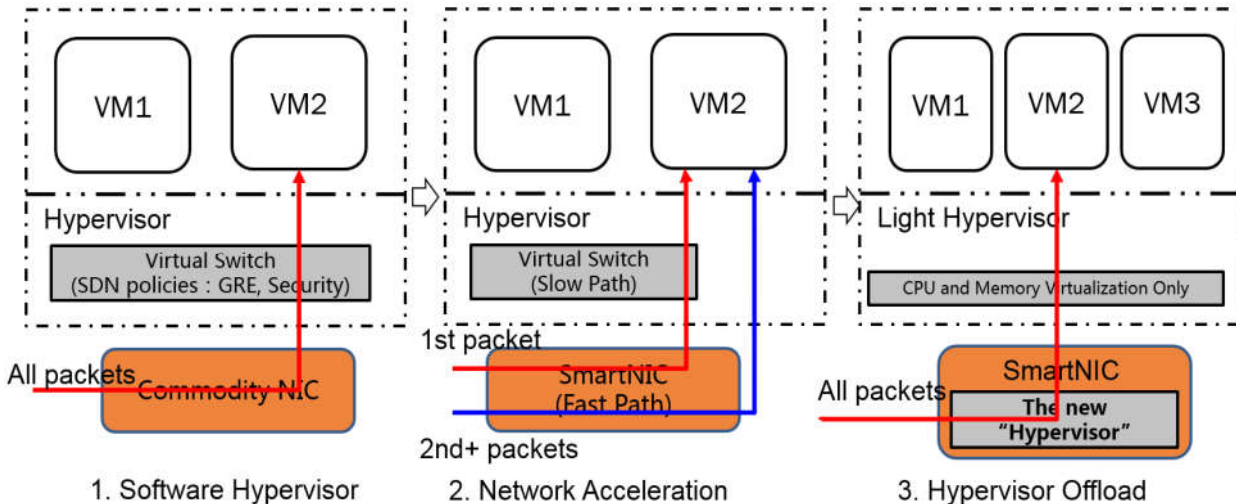 VM1
VM2
Hypervisor
Virtual Switch
(SDN policies : GRE, Security)
All packets
Commodity NIC
1. Software Hypervisor
VM1
VM2
Hypervisor
Virtual Switch
(Slow Path)
1st packet
SmartNIC
(Fast Path)
2nd+ packets
2. Network Acceleration
VM1
VM2
VM3
Light Hypervisor
CPU and Memory Virtualization Only
SmartNIC
All packets
The new
“Hypervisor”
3. Hypervisor Offload